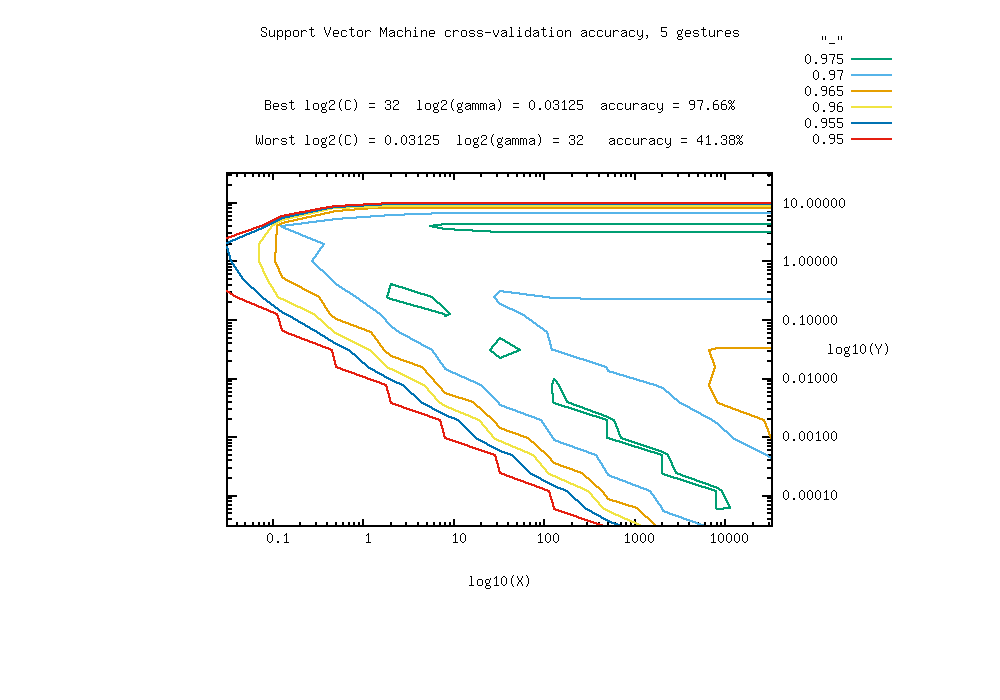 Support Vector Machine cross-validation accuracy, 5 gestures
"_"
0.975
0.97
0.965
0.96
0.955
0.95
Best log2(C) = 32  log2(gamma) = 0.03125  accuracy = 97.66%
Worst log2(C) = 0.03125  log2(gamma) = 32   accuracy = 41.38%
10.00000
1.00000
0.10000
log10(Y)
0.01000
0.00100
0.00010
0.1 1 10 100 1000 10000
log10(X)